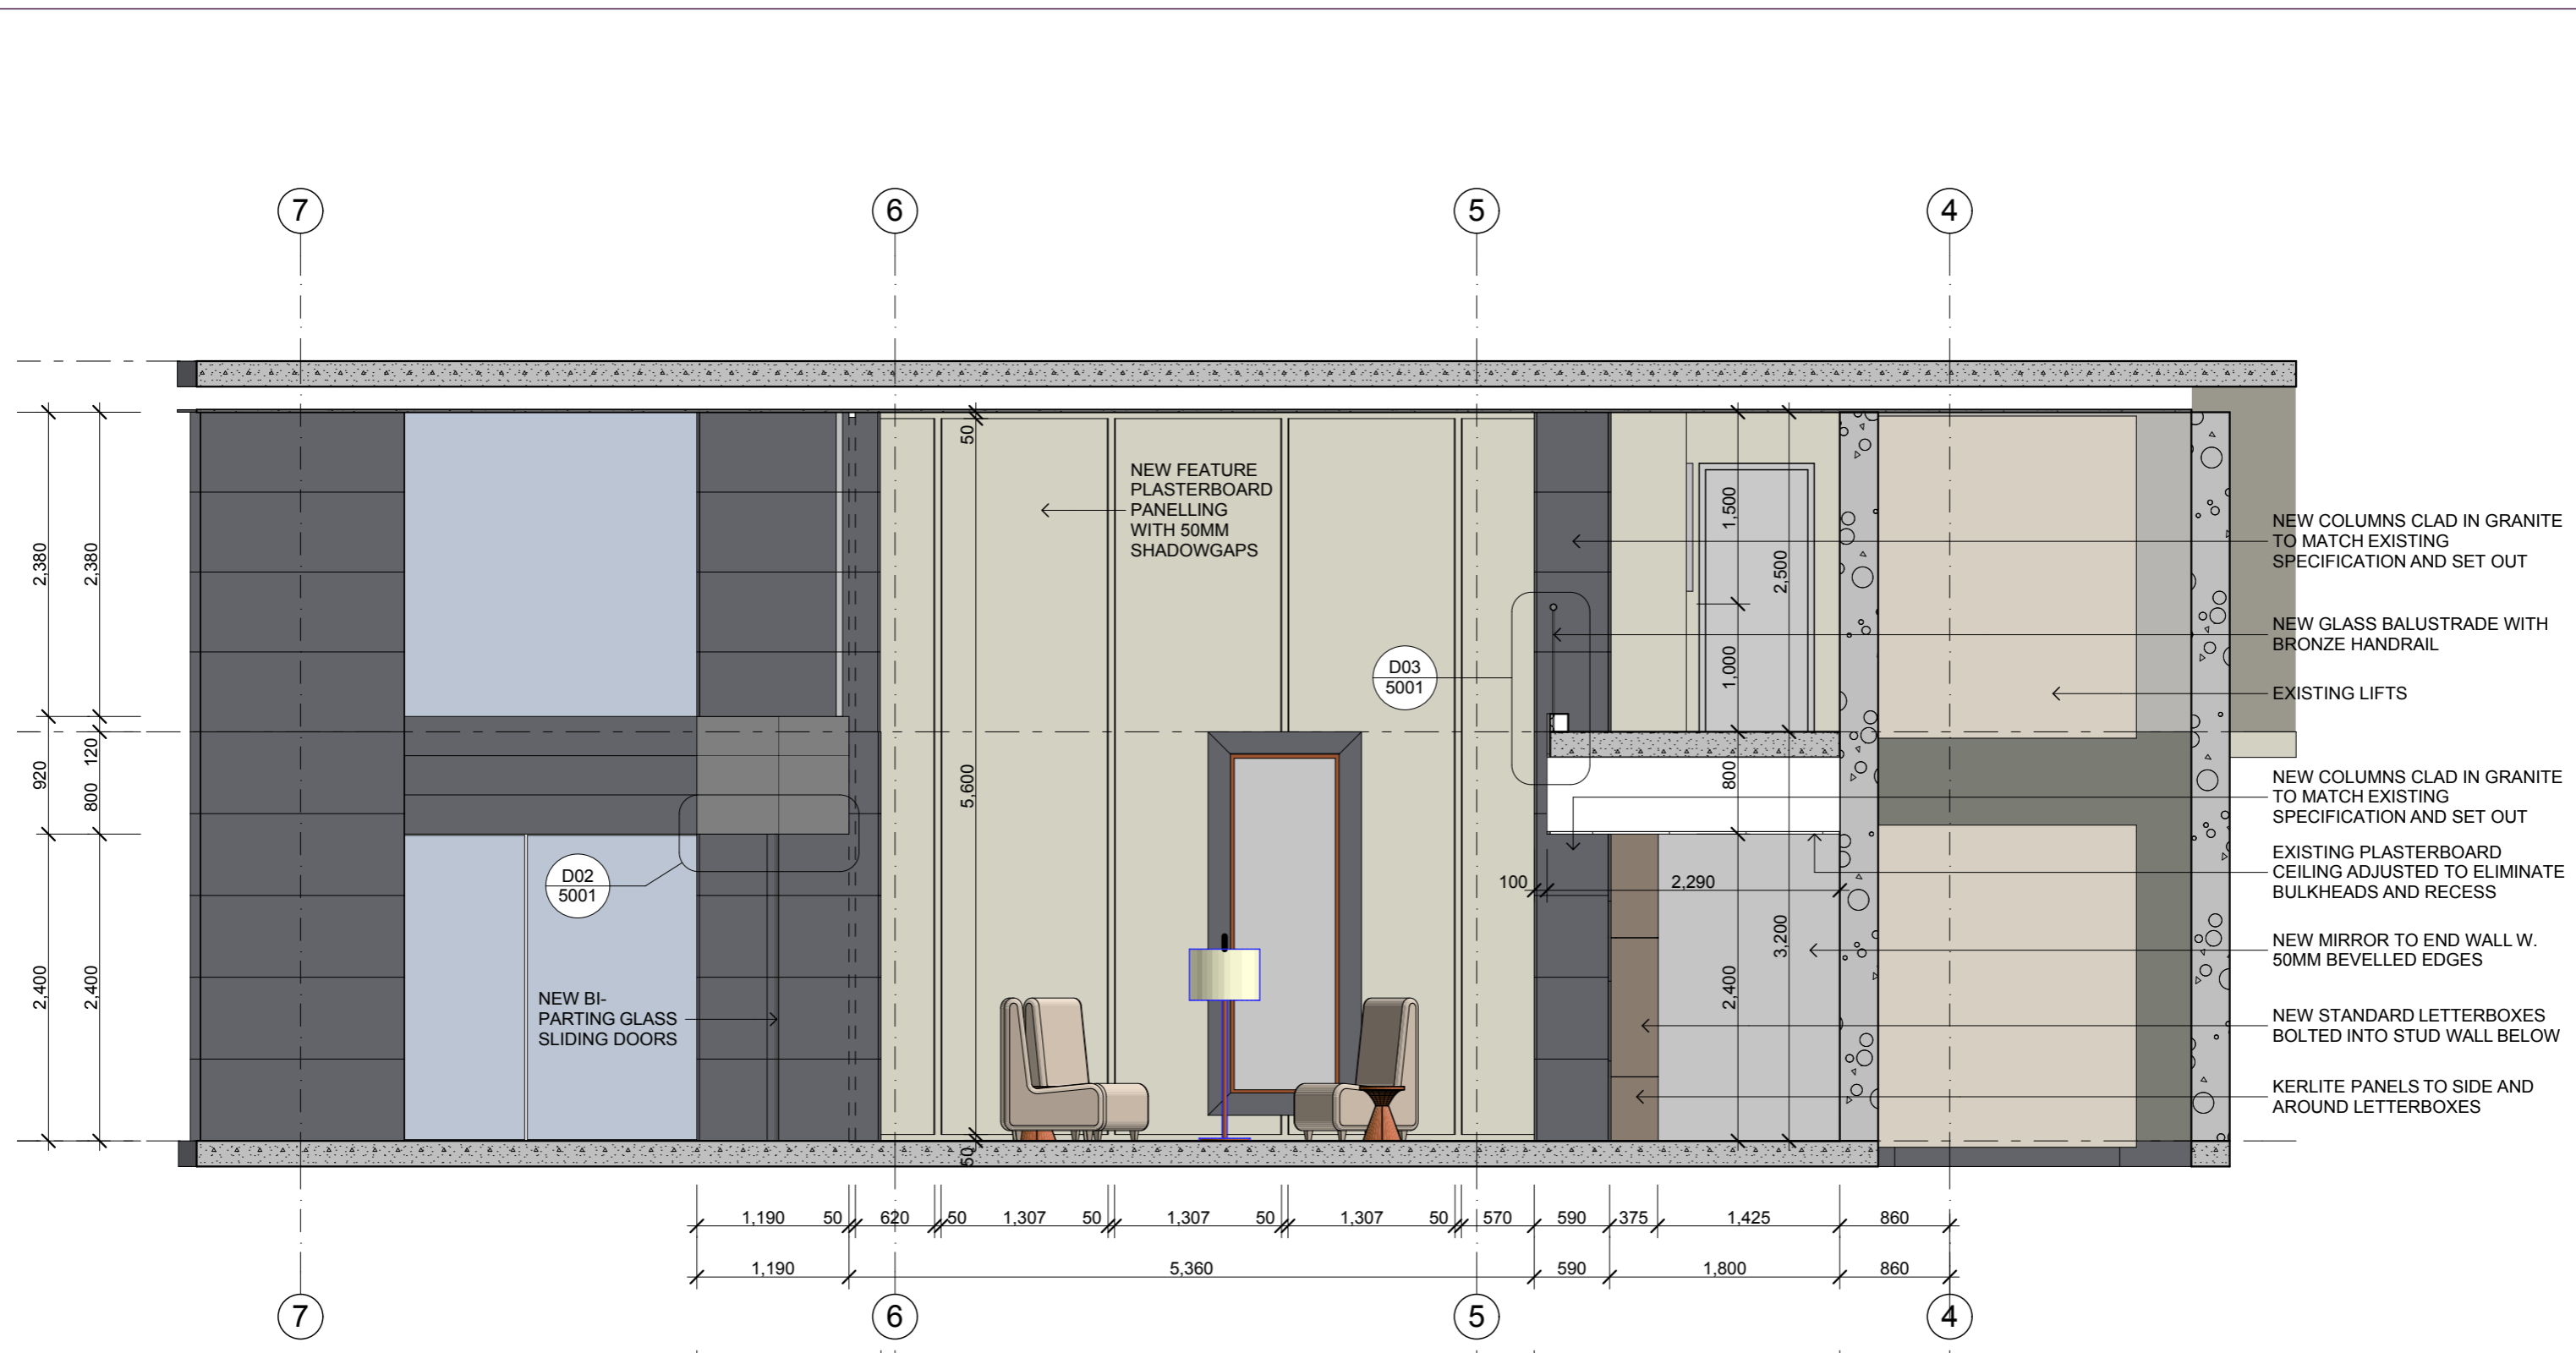 7
6
5
4
50
NEW FEATURE
PLASTERBOARD
PANELLING
WITH 50MM
SHADOWGAPS
1,500
2,500
NEW COLUMNS CLAD IN GRANITE
TO MATCH EXISTING
SPECIFICATION AND SET OUT
2,380
2,380
NEW GLASS BALUSTRADE WITH
BRONZE HANDRAIL
D03
5001
1,000
EXISTING LIFTS
920
120
800
5,600
800
NEW COLUMNS CLAD IN GRANITE
TO MATCH EXISTING
SPECIFICATION AND SET OUT
D02
5001
100
2,290
EXISTING PLASTERBOARD
CEILING ADJUSTED TO ELIMINATE
BULKHEADS AND RECESS
3,200
NEW MIRROR TO END WALL W.
50MM BEVELLED EDGES
2,400
2,400
2,400
NEW BI-
PARTING GLASS
SLIDING DOORS
NEW STANDARD LETTERBOXES
BOLTED INTO STUD WALL BELOW
KERLITE PANELS TO SIDE AND
AROUND LETTERBOXES
50
1,190 50 620 50 1,307 50 1,307 50 1,307 50 570 590 375 1,425 860
1,190 5,360 590 1,800 860
7
6
5
4